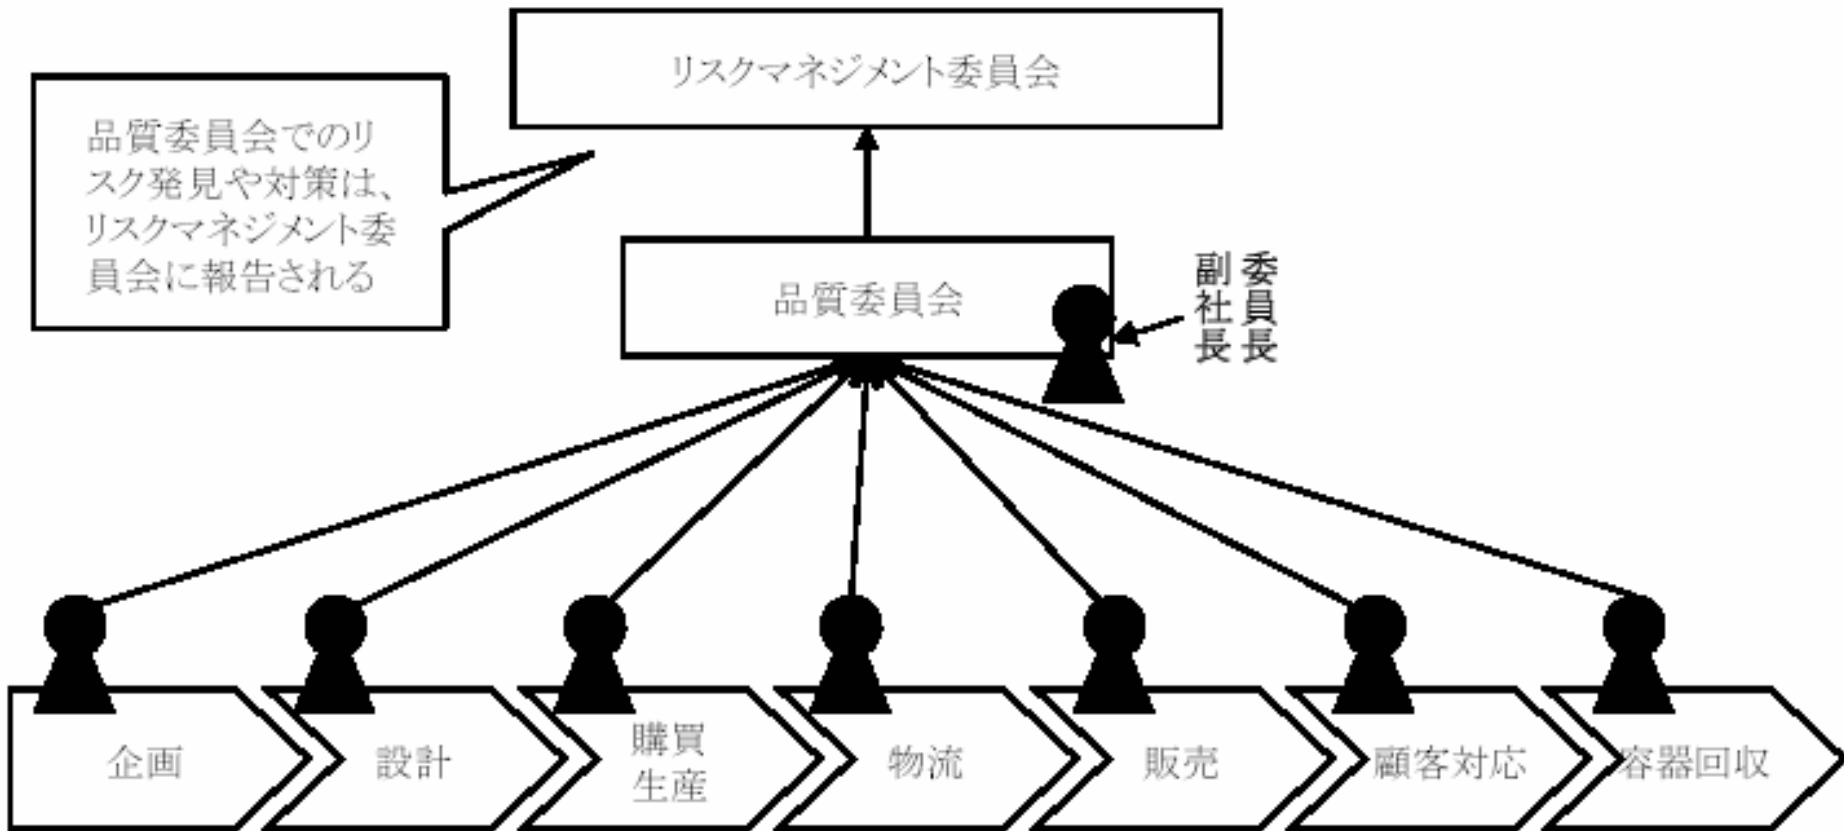 リスクマネジメント委員会
品質委員会でのリ
スク発見や対策は、
リスクマネジメント委
員会に報告される
品質委員会
委員長
副社長
企画
設計
購買
生産
物流
販売
顧客対応
容器回収